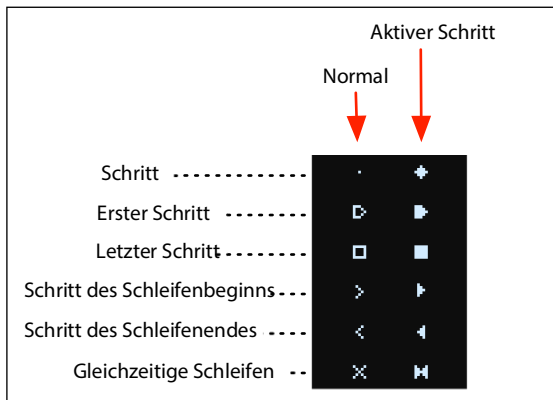 Aktiver Schritt
Normal
Schritt
Erster Schritt
Letzter Schritt
Schritt des Schleifenbeginns
Schritt des Schleifenendes
Gleichzeitige Schleifen